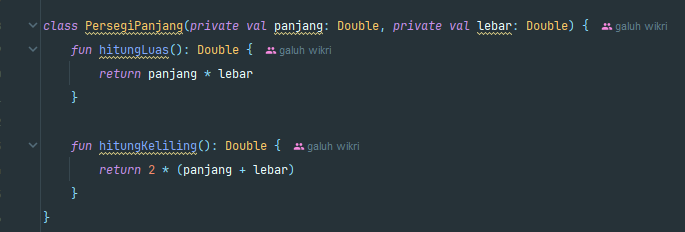 class PersegiPanjang(private val panjang: Double, private val lebar: Double) { galuh wikri
fun hitungLuas(): Double { galuh wikri
return panjang * lebar
}
fun hitungKeliling(): Double { galuh wikri
return 2 * (panjang + lebar)
}
}